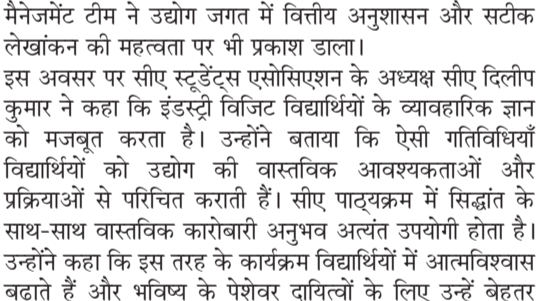 मैनेजमेंट टीम ने उद्योग जगत में वित्तीय अनुशासन और सटीक
लेखांकन की महत्वता पर भी प्रकाश डाला।
इस अवसर पर सीए स्टूडेंट्स एसोसिएशन के अध्यक्ष सीए दिलीप
कुमार ने कहा कि इंडस्ट्री विजिट विद्यार्थियों के व्यावहारिक ज्ञान
को मजबूत करता है। उन्होंने बताया कि ऐसी गतिविधियाँ
विद्यार्थियों को उद्योग की वास्तविक आवश्यकताओं और
प्रक्रियाओं से परिचित कराती हैं। सीए पाठ्यक्रम में सिद्धांत के
साथ-साथ वास्तविक कारोबारी अनुभव अत्यंत उपयोगी होता है।
उन्होंने कहा कि इस तरह के कार्यक्रम विद्यार्थियों में आत्मविश्वास
बढाते हैं और भविष्य के पेशेवर दायित्वों के लिए उन्हें बेहतर